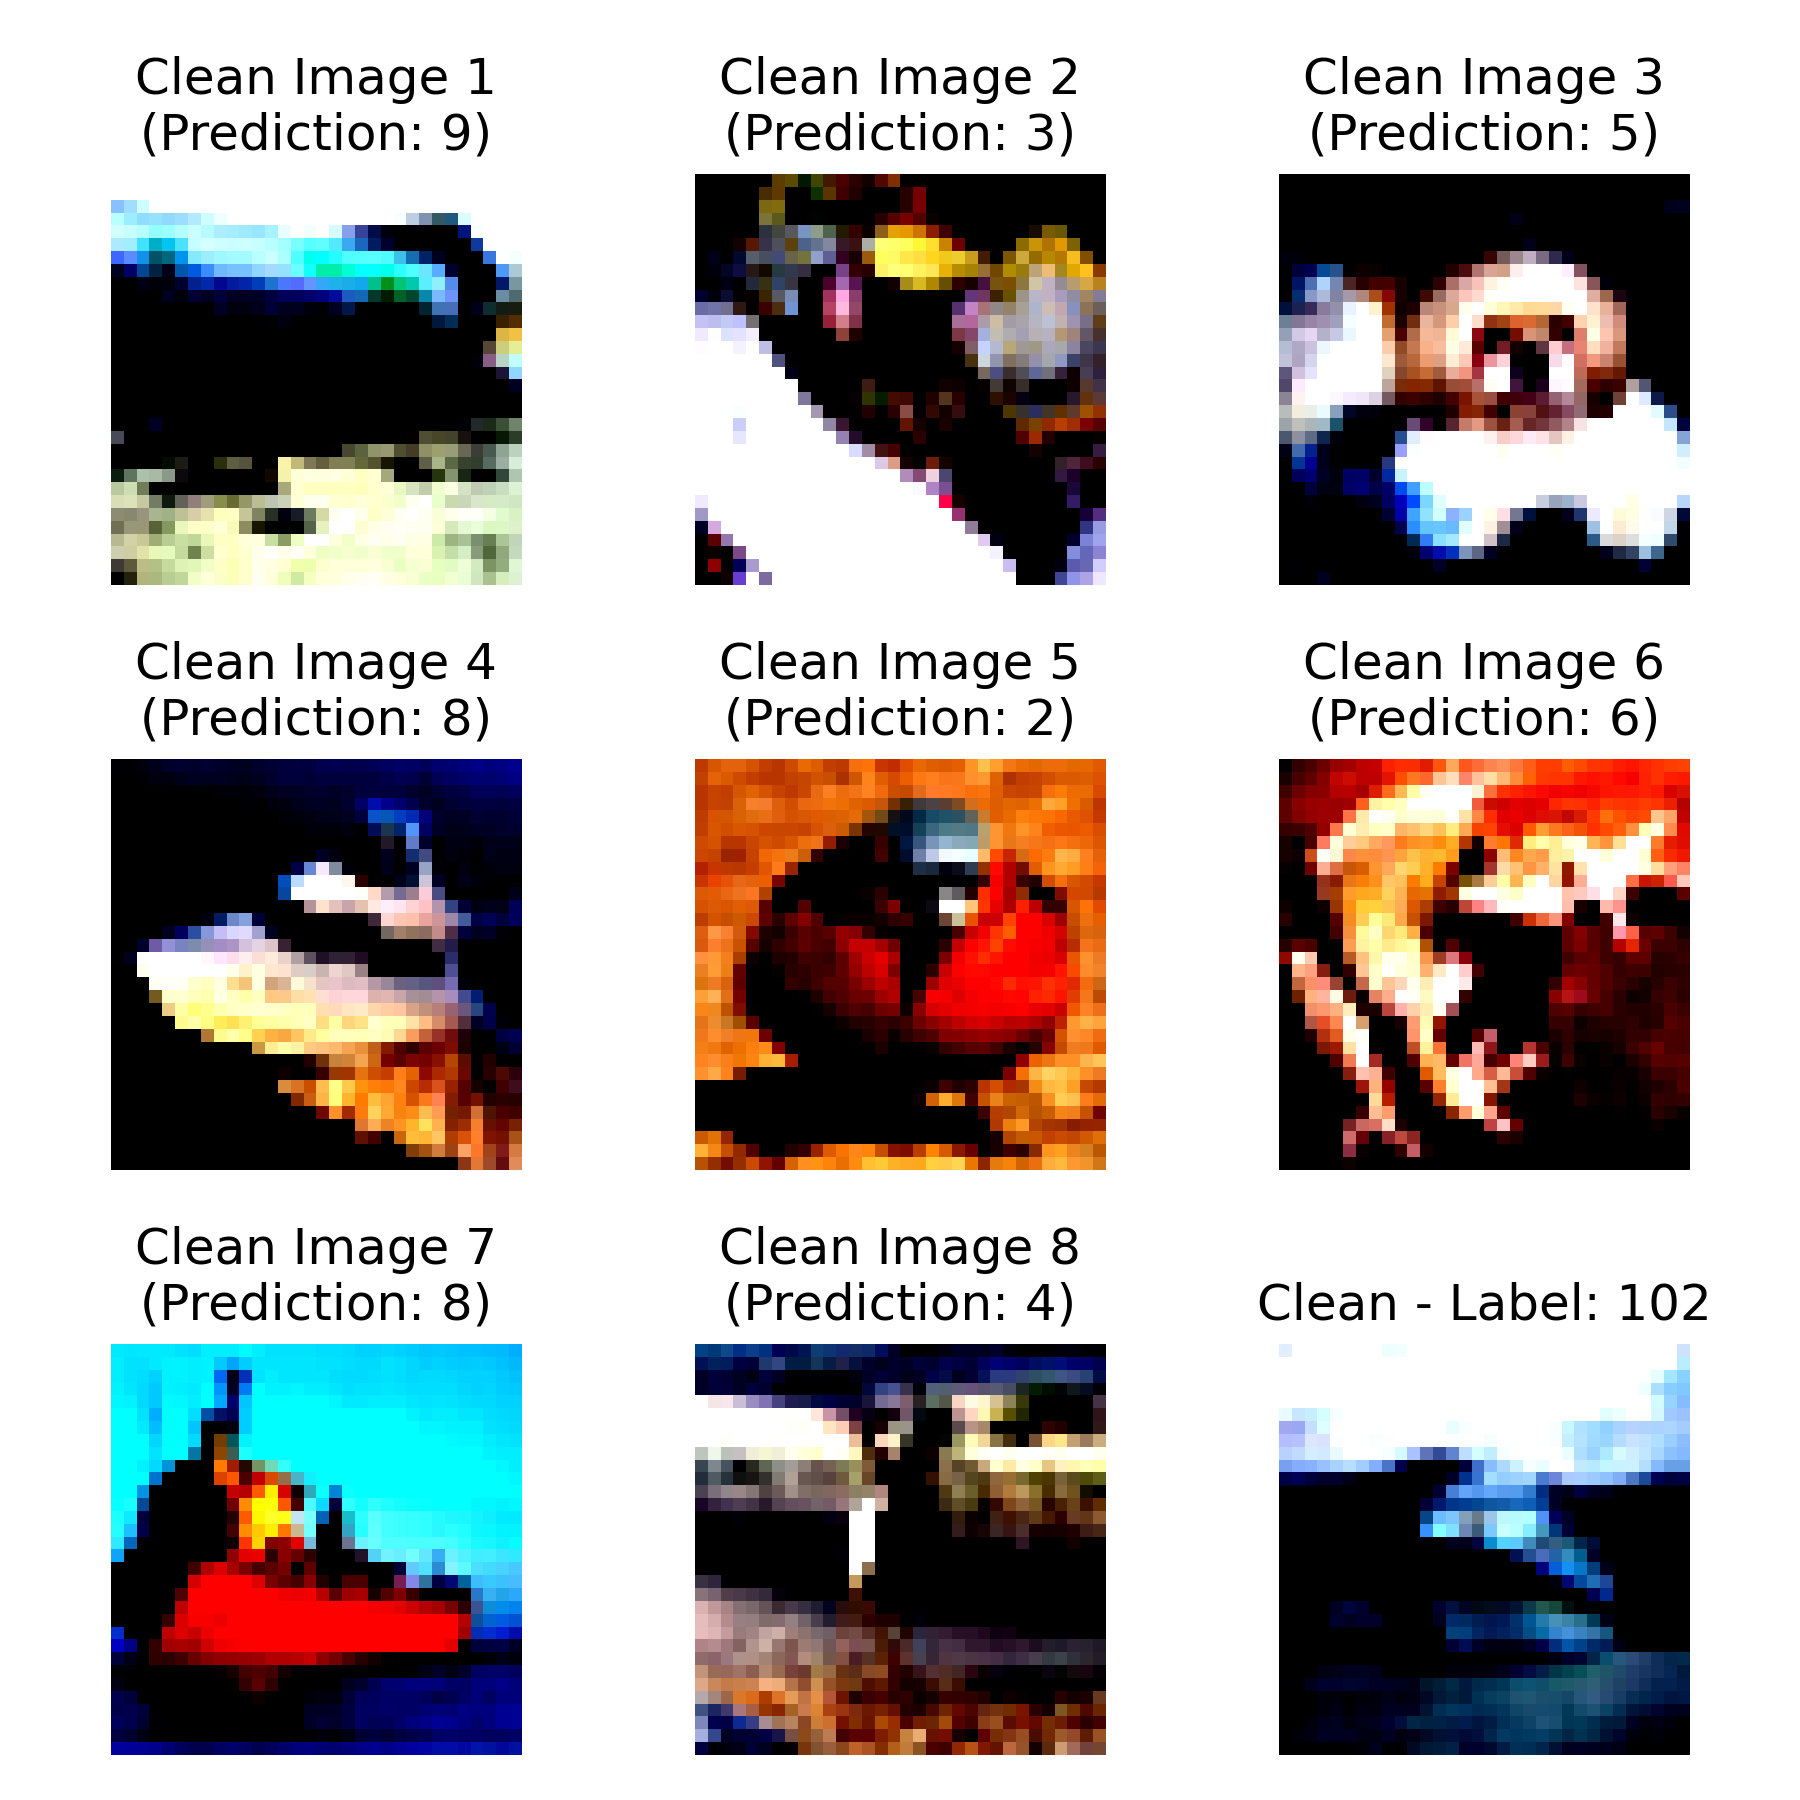 Clean Image 1
(Prediction: 9)
Clean Image 2
(Prediction: 3)
Clean Image 3
(Prediction: 5)
Clean Image 4
(Prediction: 8)
Clean Image 5
(Prediction: 2)
Clean Image 6
(Prediction: 6)
Clean Image 7
(Prediction: 8)
Clean Image 8
(Prediction: 4)
Clean - Label: 102